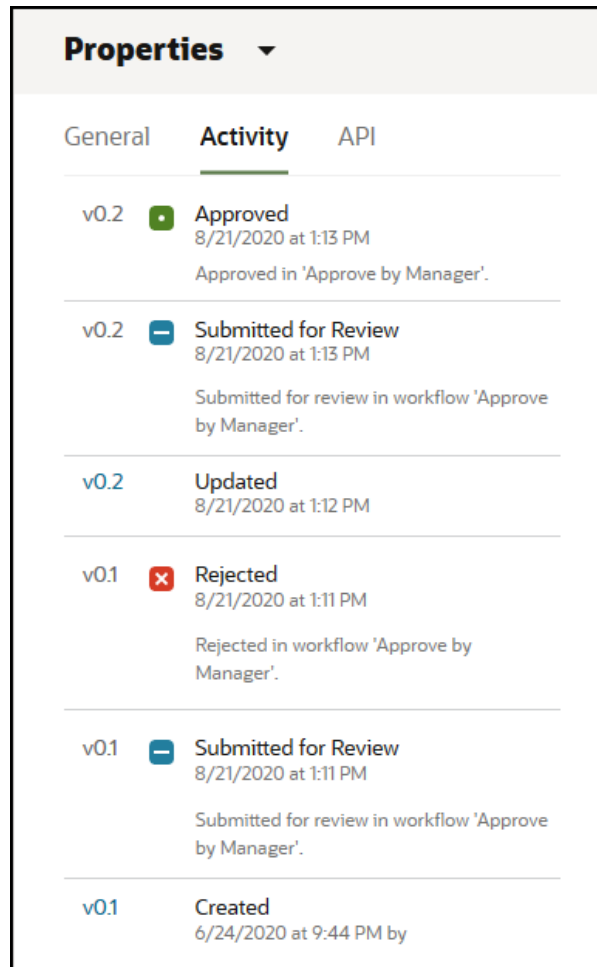 Properties
General Activity API
v0.2 Approved
8/21/2020 at 1:13 PM
Approved in 'Approve by Manager'.
v0.2 Submitted for Review
8/21/2020 at 1:13 PM
Submitted for review in workflow 'Approve
by Manager'.
v0.2 Updated
8/21/2020 at 1:12 PM
v0.1 Rejected
8/21/2020 at 1:11 PM
Rejected in workflow 'Approve by
Manager'.
v0.1 Submitted for Review
8/21/2020 at 1:11 PM
Submitted for review in workflow 'Approve
by Manager'.
v0.1 Created
6/24/2020 at 9:44 PM by